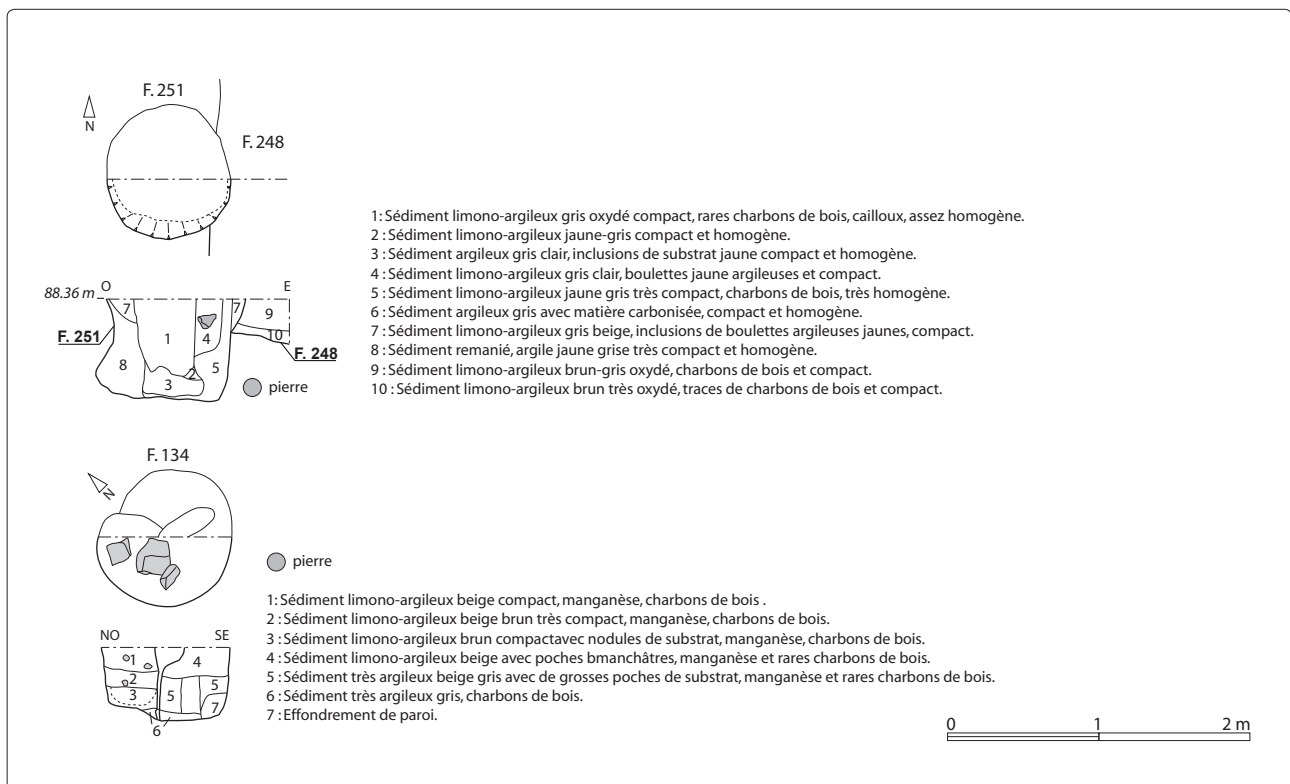 F. 251
N
F. 248
1: Sédiment limono-argileux gris oxydé compact, rares charbons de bois, cailloux, assez homogène.
2 : Sédiment limono-argileux jaune-gris compact et homogène.
3 : Sédiment argileux gris clair, inclusions de substrat jaune compact et homogène.
4 : Sédiment limono-argileux gris clair, boulettes jaune argileuses et compact.
5 : Sédiment limono-argileux jaune gris très compact, charbons de bois, très homogène.
6 : Sédiment argileux gris avec matière carbonisée, compact et homogène.
7 : Sédiment limono-argileux gris beige, inclusions de boulettes argileuses jaunes, compact.
8 : Sédiment remanié, argile jaune grise très compact et homogène.
9 : Sédiment limono-argileux brun-gris oxydé, charbons de bois et compact.
10 : Sédiment limono-argileux brun très oxydé, traces de charbons de bois et compact.
O E
88.36 m
7 7 9
1 4 10
F. 251 F. 248
8 2 5
3
pierre
F. 134
N
pierre
1: Sédiment limono-argileux beige compact, manganèse, charbons de bois .
2 : Sédiment limono-argileux beige brun très compact, manganèse, charbons de bois.
3 : Sédiment limono-argileux brun compactavec nodules de substrat, manganèse, charbons de bois.
4 : Sédiment limono-argileux beige avec poches bmanchâtres, manganèse et rares charbons de bois.
5 : Sédiment très argileux beige gris avec de grosses poches de substrat, manganèse et rares charbons de bois.
6 : Sédiment très argileux gris, charbons de bois.
7 : Effondrement de paroi.
NO SE
1 4
2 5
3 5 7
6
0 1 2 m